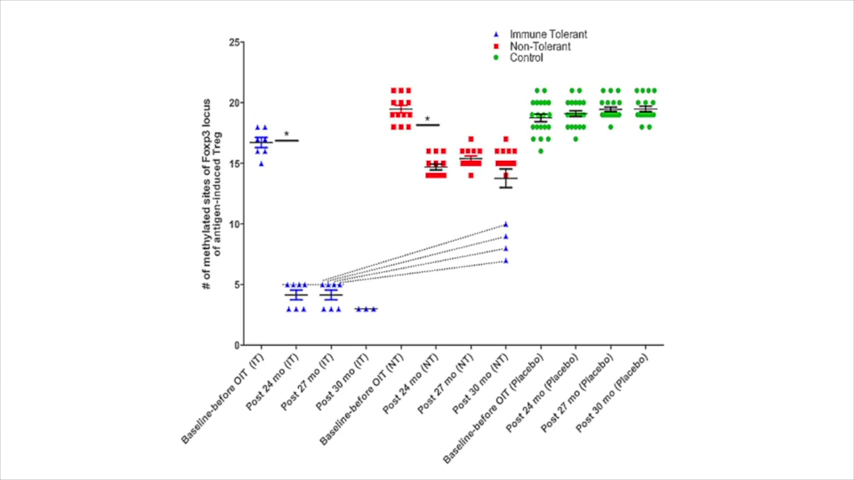 Immune Tolerant
Non-Tolerant
Control
# of methylated sites of Foxp3 locus
of antigen-induced Treg
25
20
15
10
5
0
*
*
Baseline-before OIT (IT)
Post 24 mo (IT)
Post 27 mo (IT)
Post 30 mo (IT)
Baseline-before OIT (NT)
Post 24 mo (NT)
Post 27 mo (NT)
Post 30 mo (NT)
Baseline-before OIT (Placebo)
Post 24 mo (Placebo)
Post 27 mo (Placebo)
Post 30 mo (Placebo)